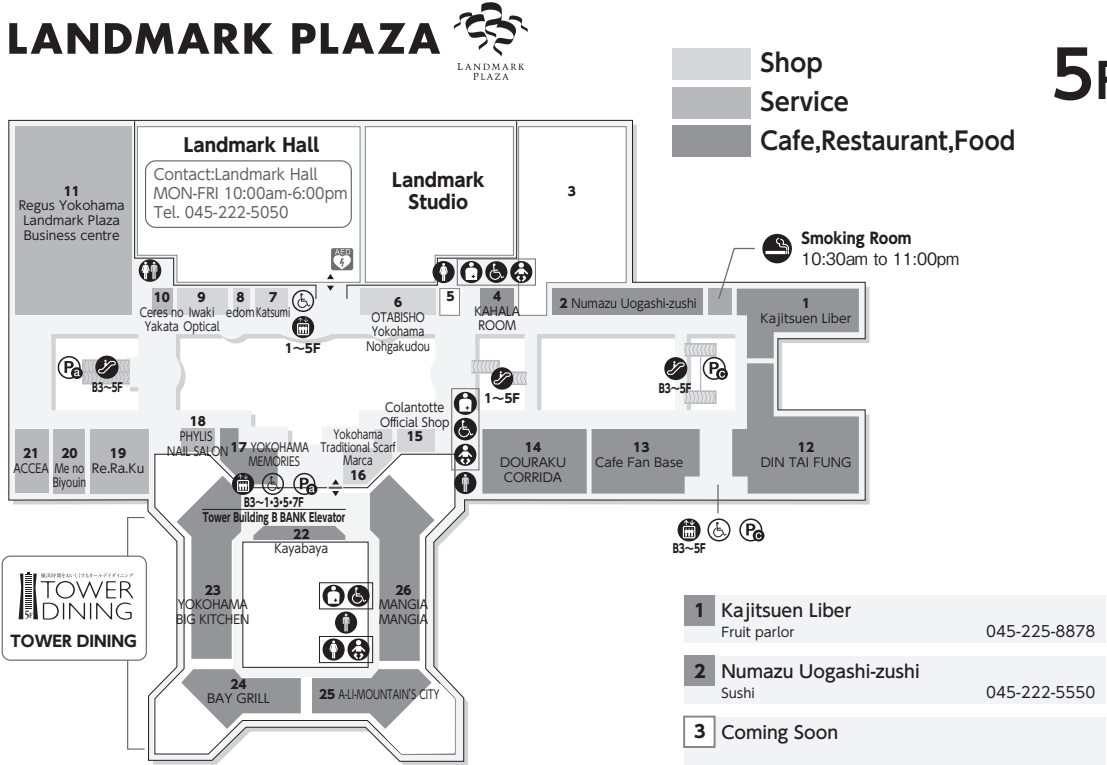 LANDMARK PLAZA
LANDMARK
PLAZA
Shop
Service
Cafe,Restaurant,Food
5F
Landmark Hall
Contact:Landmark Hall
MON-FRI 10:00am-6:00pm
Tel. 045-222-5050
Landmark
Studio
3
11
Regus Yokohama
Landmark Plaza
Business centre
AED
Smoking Room
10:30am to 11:00pm
10
Ceres no
Yakata
9
Iwaki
Optical
8
edom
7
Katsumi
1〜5F
6
OTABISHO
Yokohama
Nohgakudou
5
4
KAHALA
ROOM
2 Numazu Uogashi-zushi
1
Kajitsuen Liber
Pa
B3〜5F
1〜5F
B3〜5F
Pc
21
ACCEA
20
Me no
Biyouin
19
Re.Ra.Ku
18
PHYLIS
NAIL SALON
17 YOKOHAMA
MEMORIES
Colantotte
Official Shop
15
Yokohama
Traditional Scarf
Marca
16
14
DOURAKU
CORRIDA
13
Cafe Fan Base
12
DIN TAI FUNG
Pa
B3〜1・3・5・7F
Tower Building B BANK Elevator
Pc
B3〜5F
22
Kayabaya
23
YOKOHAMA
BIG KITCHEN
26
MANGIA
MANGIA
24
BAY GRILL
25 A-LI-MOUNTAIN'S CITY
5F
TOWER
DINING
TOWER DINING
1 Kajitsuen Liber
Fruit parlor 045-225-8878
2 Numazu Uogashi-zushi
Sushi 045-222-5550
3 Coming Soon